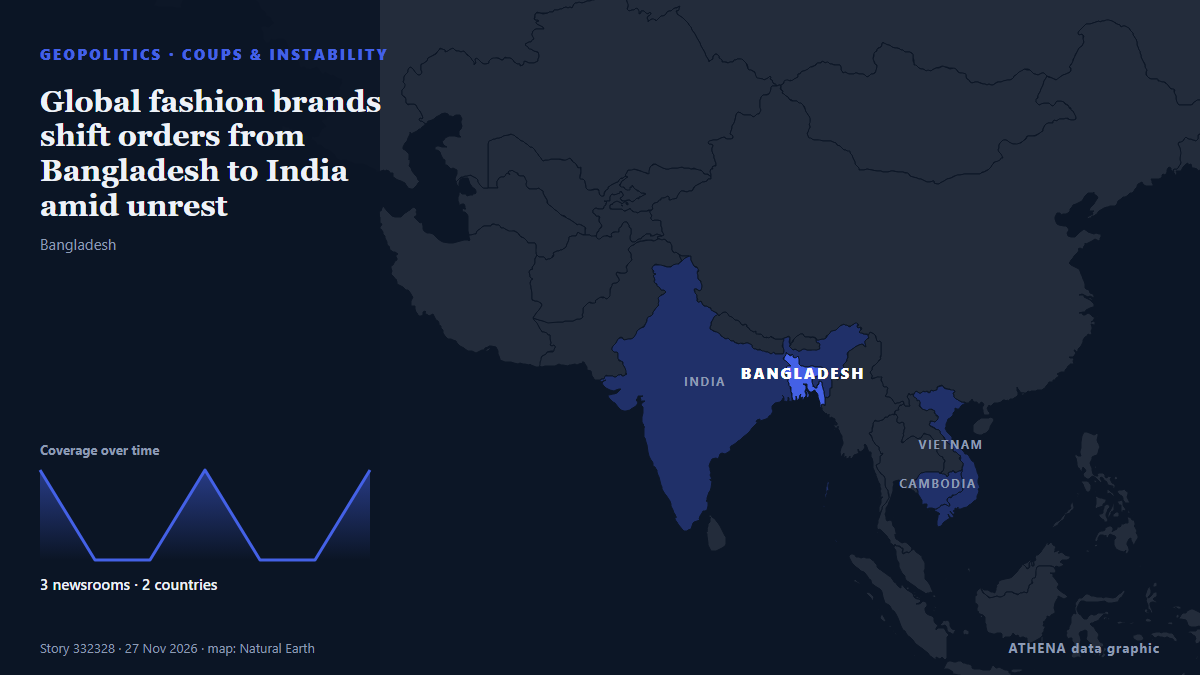 GEOPOLITICS · COUPS & INSTABILITY
Global fashion brands
shift orders from
Bangladesh to India
amid unrest
Bangladesh
INDIA
BANGLADESH
VIETNAM
CAMBODIA
Coverage over time
3 newsrooms · 2 countries
Story 332328 · 27 Nov 2026 · map: Natural Earth
ATHENA data graphic